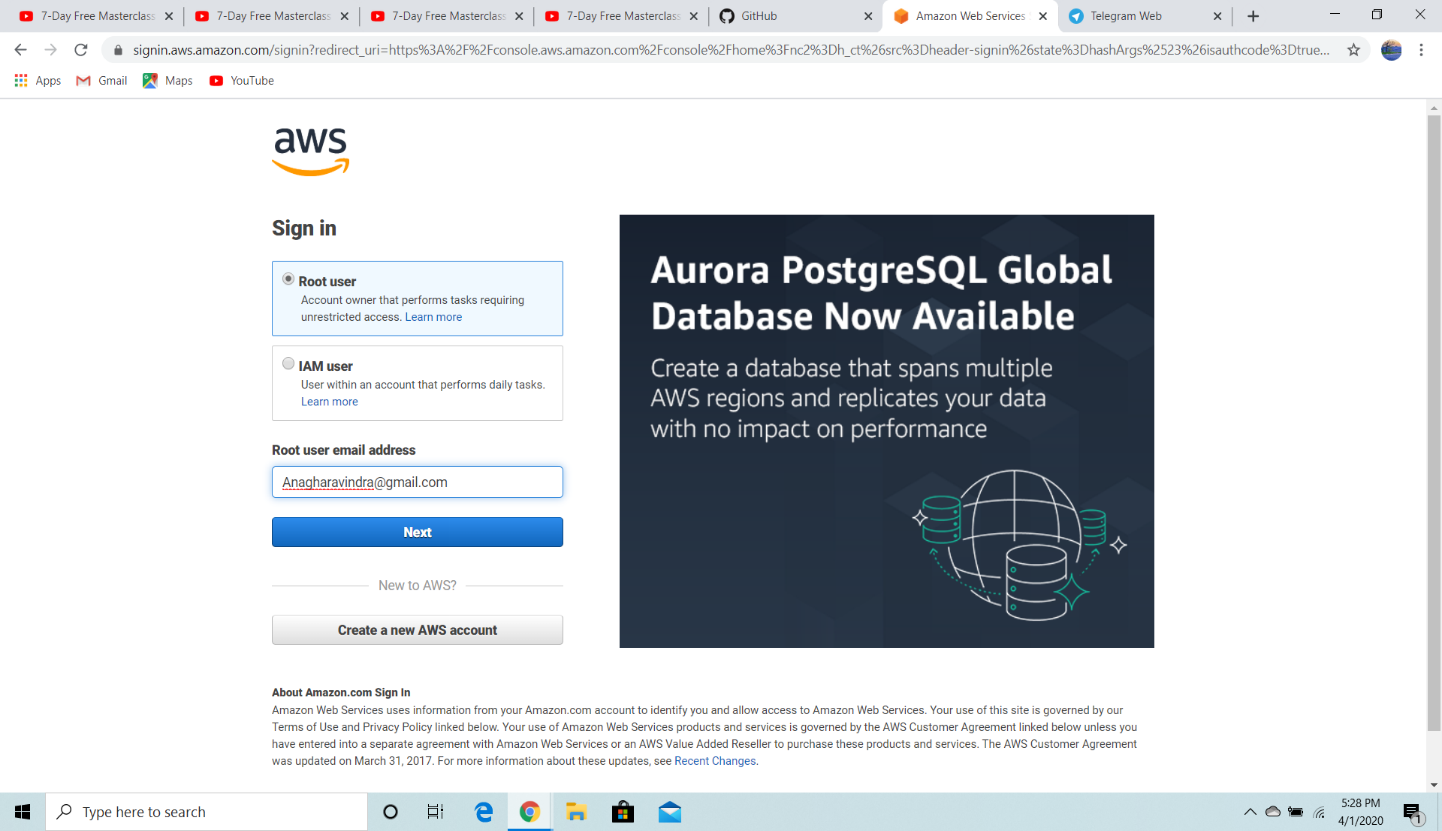 7-Day Free Masterclass
7-Day Free Masterclass
7-Day Free Masterclass
7-Day Free Masterclass
GitHub
Amazon Web Services
Telegram Web
signin.aws.amazon.com/signin?redirect_uri=https%3A%2F%2Fconsole.aws.amazon.com%2Fconsole%2Fhome%3Fnc2%3Dh_ct%26src%3Dheader-signin%26state%3DhashArgs%2523%26isauthcode%3Dtrue...
Apps
Gmail
Maps
YouTube
aws
Sign in
Root user
Account owner that performs tasks requiring
unrestricted access. Learn more
IAM user
User within an account that performs daily tasks.
Learn more
Root user email address
Anagharavindra@gmail.com
Next
New to AWS?
Create a new AWS account
Aurora PostgreSQL Global
Database Now Available
Create a database that spans multiple
AWS regions and replicates your data
with no impact on performance
About Amazon.com Sign In
Amazon Web Services uses information from your Amazon.com account to identify you and allow access to Amazon Web Services. Your use of this site is governed by our
Terms of Use and Privacy Policy linked below. Your use of Amazon Web Services products and services is governed by the AWS Customer Agreement linked below unless you
have entered into a separate agreement with Amazon Web Services or an AWS Value Added Reseller to purchase these products and services. The AWS Customer Agreement
was updated on March 31, 2017. For more information about these updates, see Recent Changes.
Type here to search
5:28 PM
4/1/2020
1